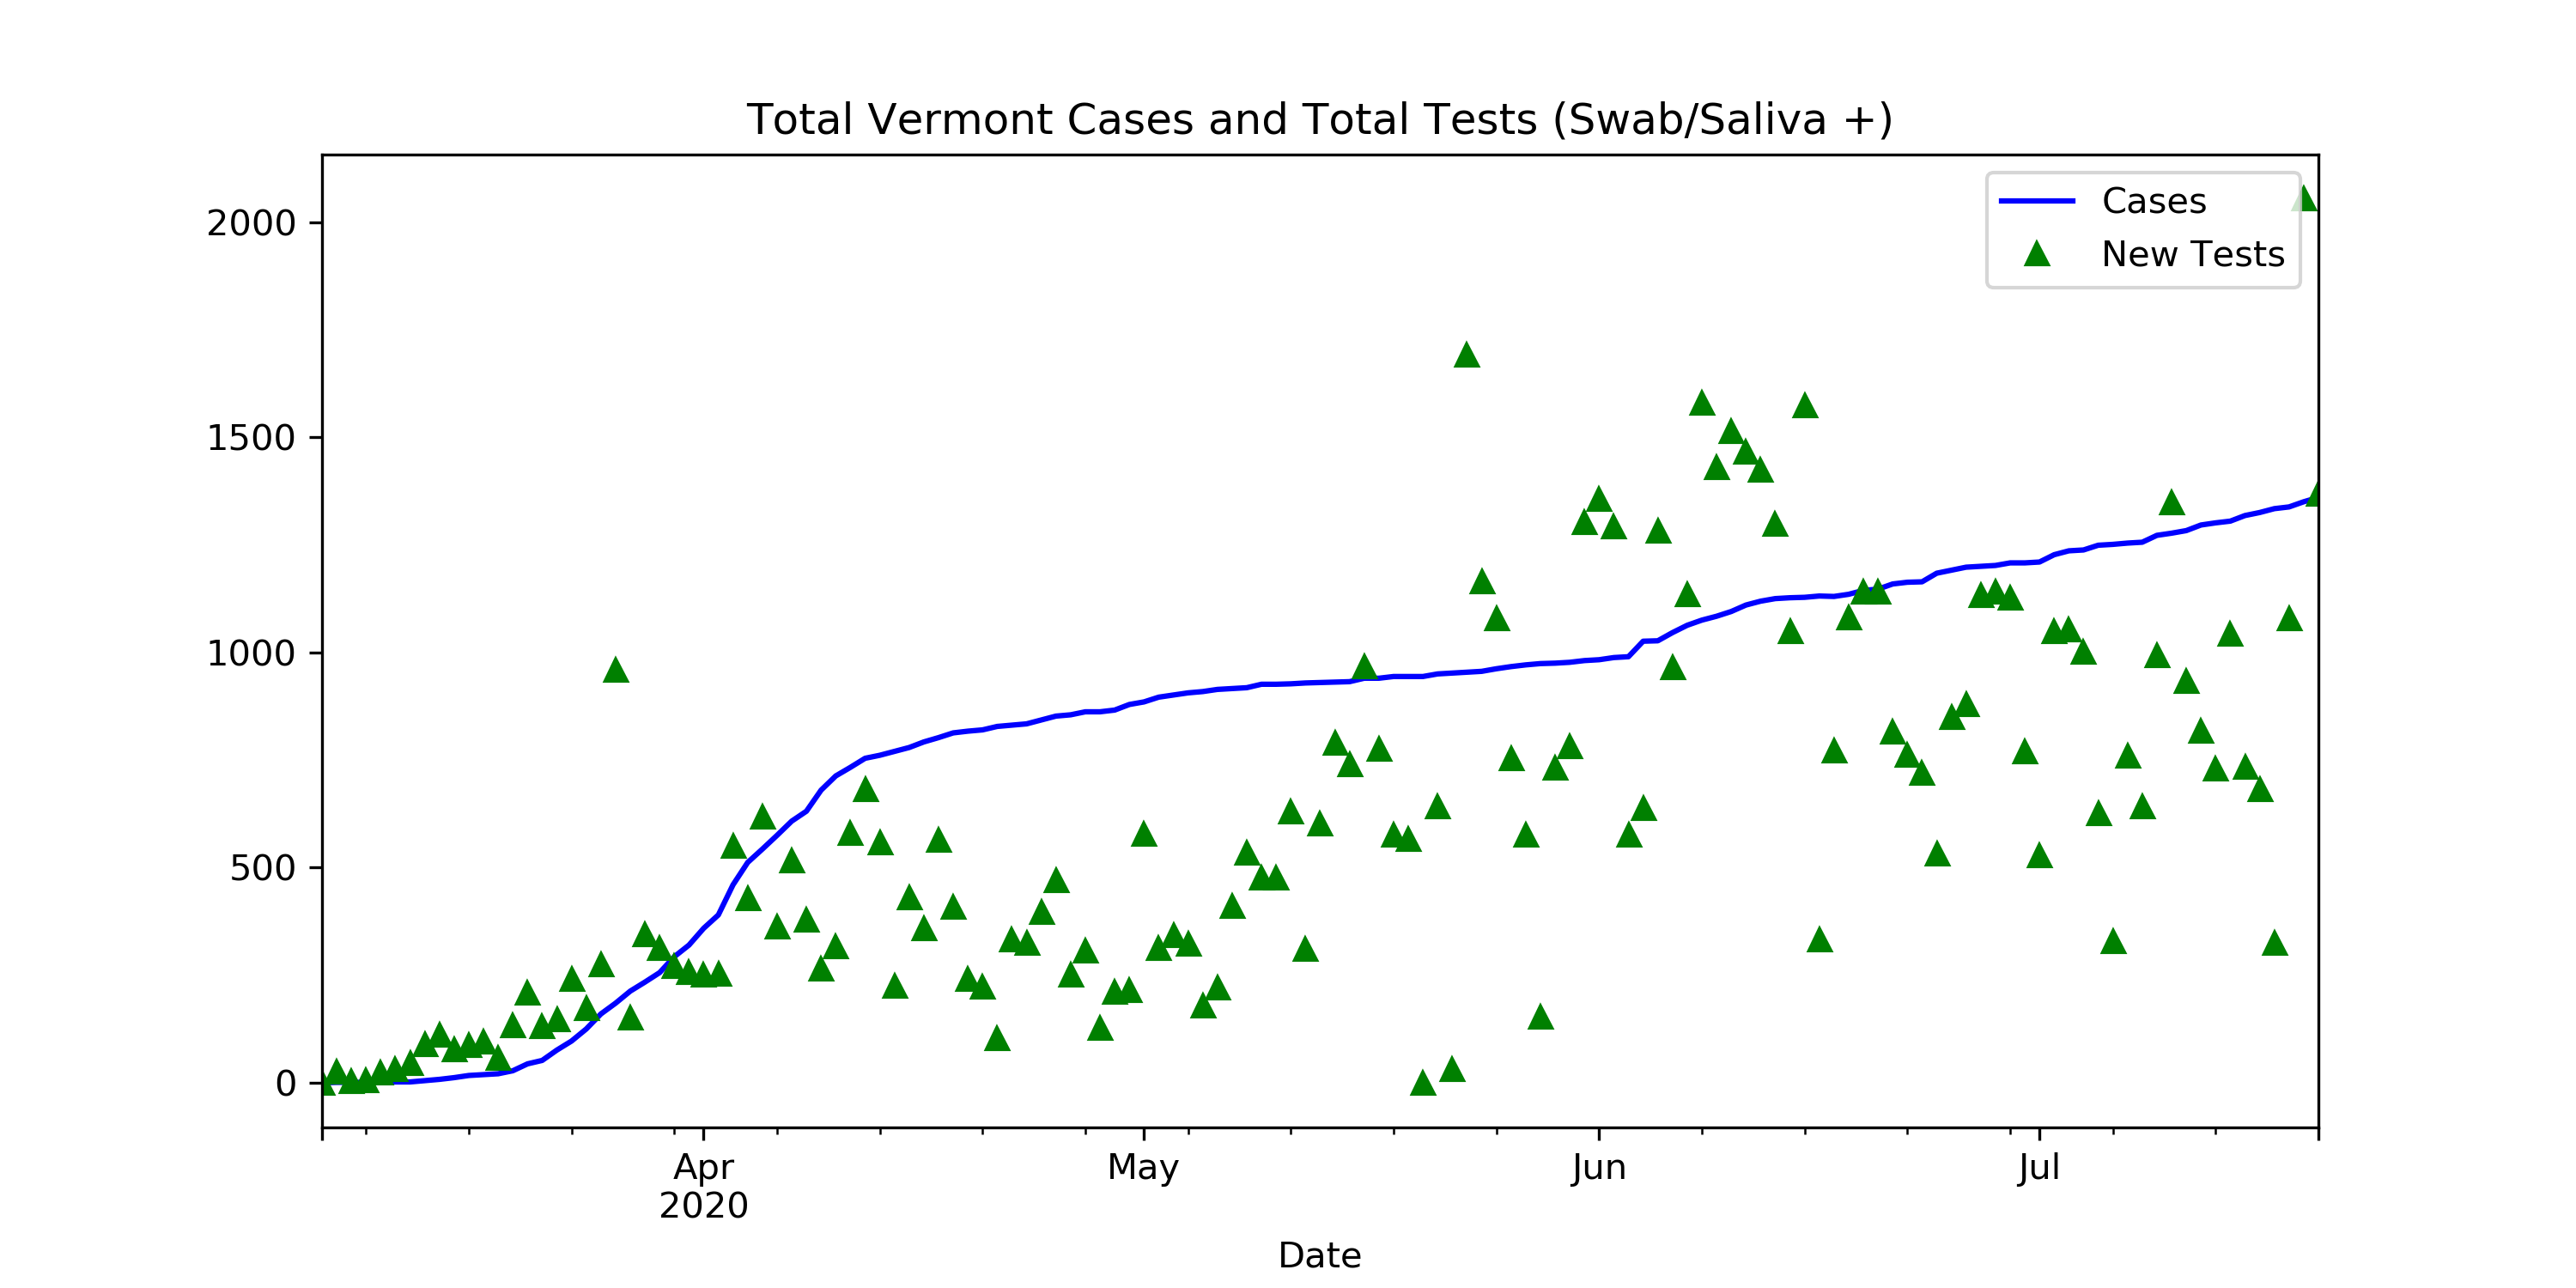 Total Vermont Cases and Total Tests (Swab/Saliva +)
Cases
New Tests
2000
1500
1000
500
0
Apr
2020
May
Jun
Jul
Date